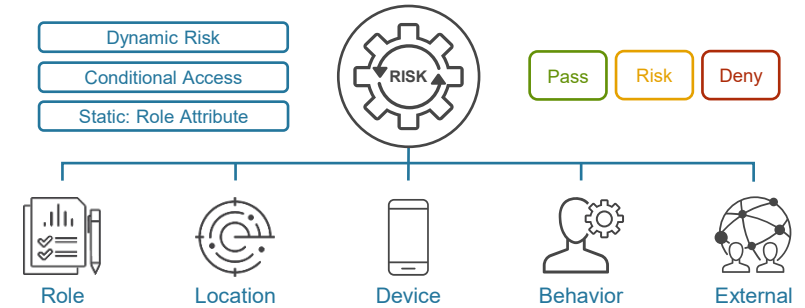 Dynamic Risk
Conditional Access
Static: Role Attribute
RISK
Pass
Risk
Deny
Role
Location
Device
Behavior
External